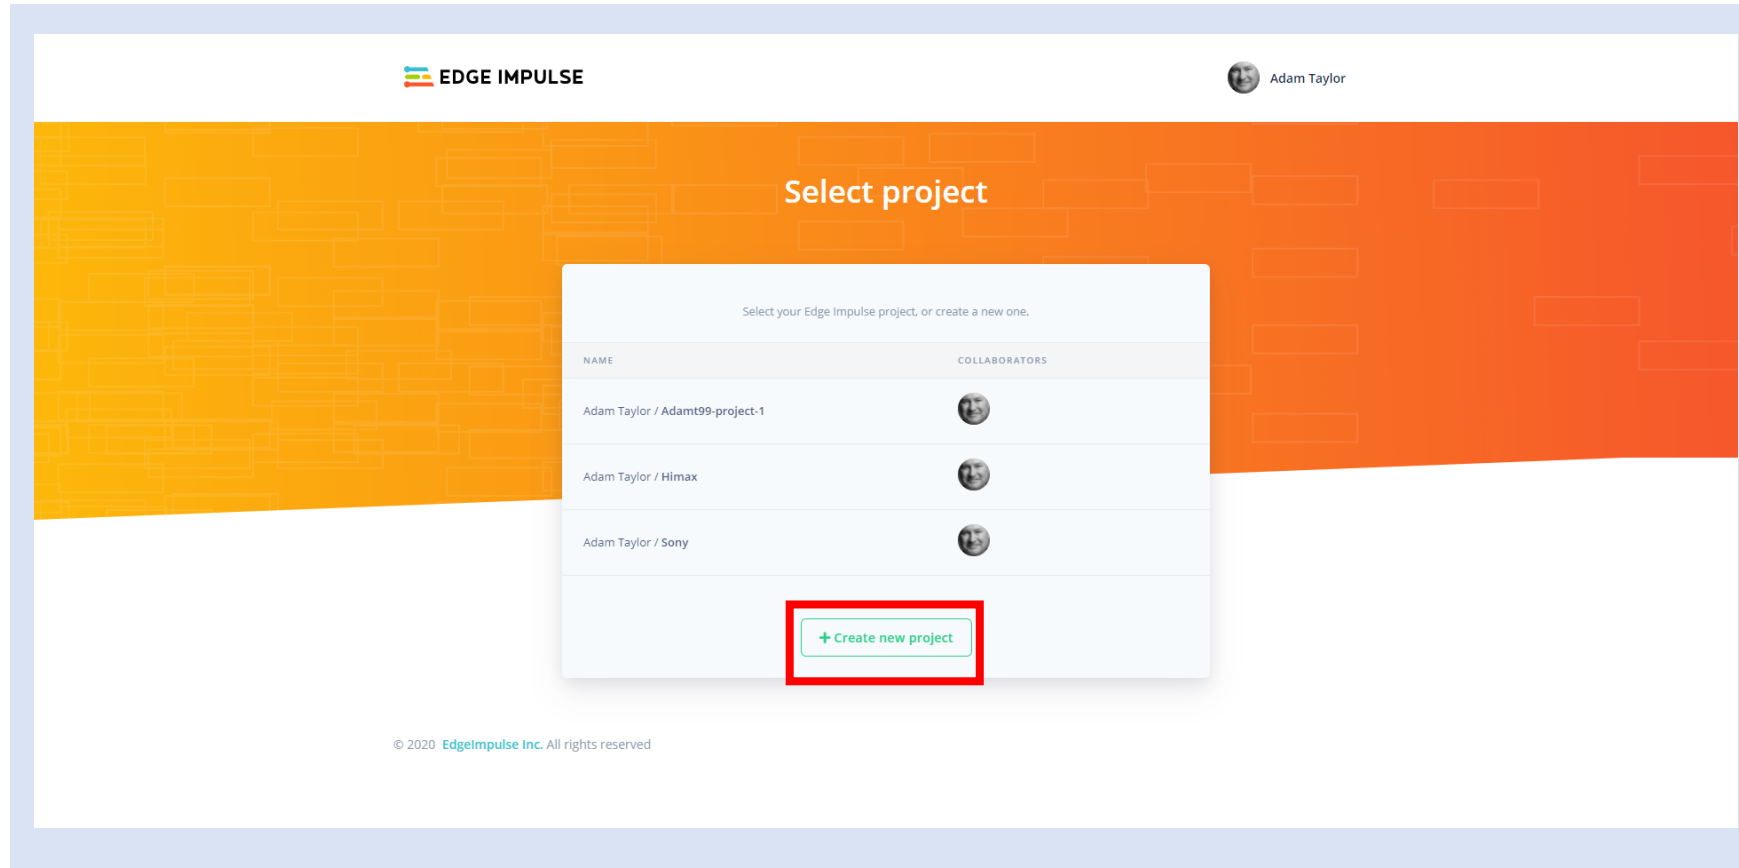 EDGE IMPULSE
Adam Taylor
Select project
Select your Edge Impulse project, or create a new one.
NAME COLLABORATORS
Adam Taylor / Adamt99-project-1
Adam Taylor / Himax
Adam Taylor / Sony
+ Create new project
© 2020 EdgeImpulse Inc. All rights reserved